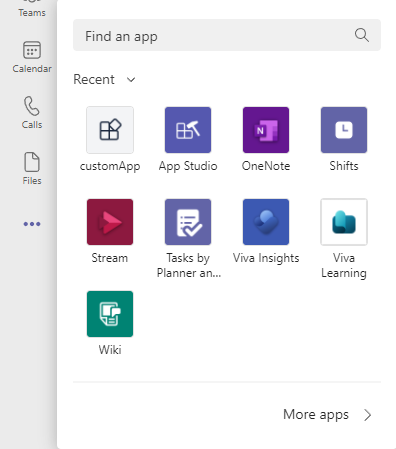 Teams
Calendar
Calls
Files
Find an app
Recent
customApp
App Studio
OneNote
Shifts
Stream
Tasks by
Planner an...
Viva Insights
Viva
Learning
Wiki
More apps